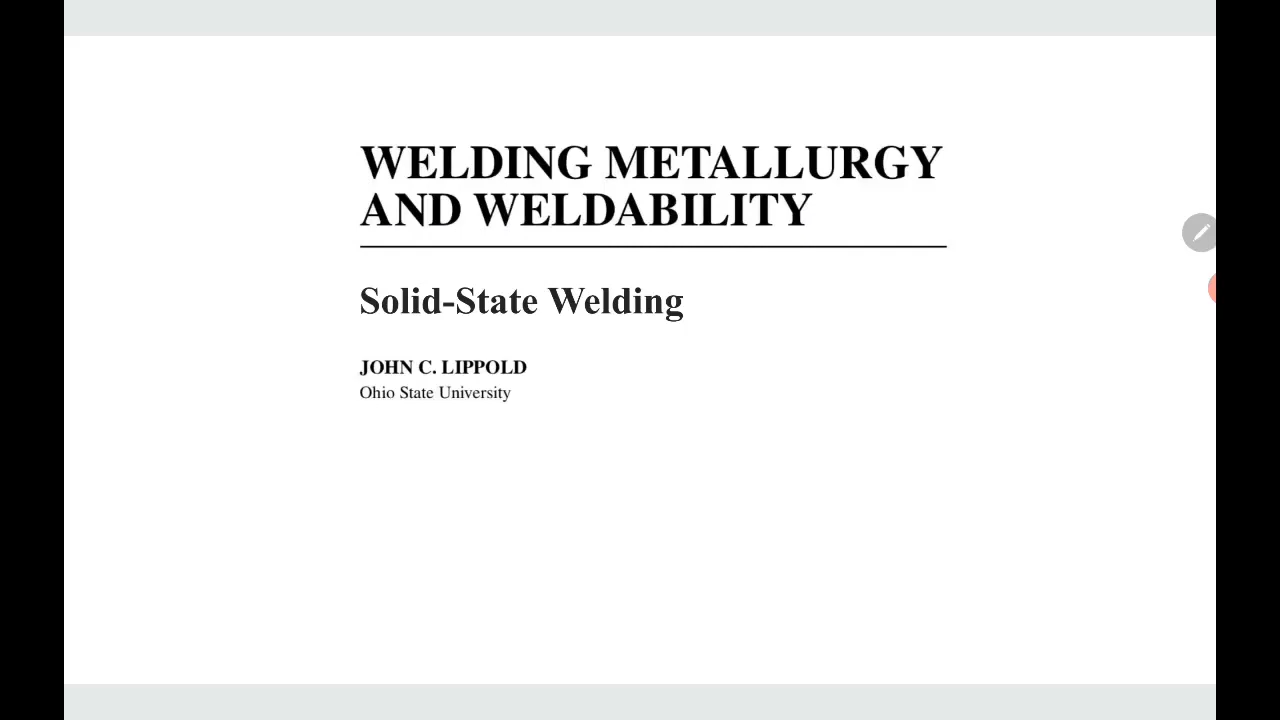 WELDING METALLURGY
AND WELDABILITY
Solid-State Welding
JOHN C. LIPPOLD
Ohio State University